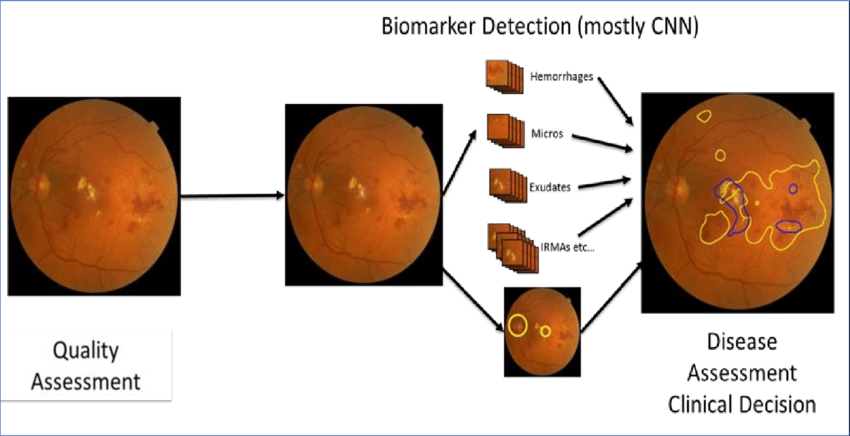 Biomarker Detection (mostly CNN)
Hemorrhages
Micros
Exudates
IRMAs etc...
Quality
Assessment
Disease
Assessment
Clinical Decision